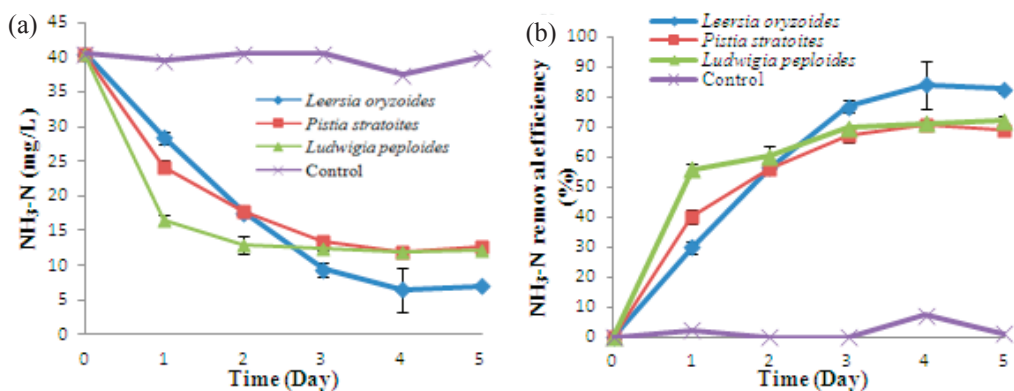 (a)
45
40
35
30
25
20
15
10
5
0
NH3-N (mg/L)
Leersia oryzoides
Pistia stratoites
Ludwigia peploides
Control
0 1 2 3 4 5
Time (Day)
(b)
100
90
80
70
60
50
40
30
20
10
0
NH3-N removal efficiency
(%)
Leersia oryzoides
Pistia stratoites
Ludwigia peploides
Control
0 1 2 3 4 5
Time (Day)